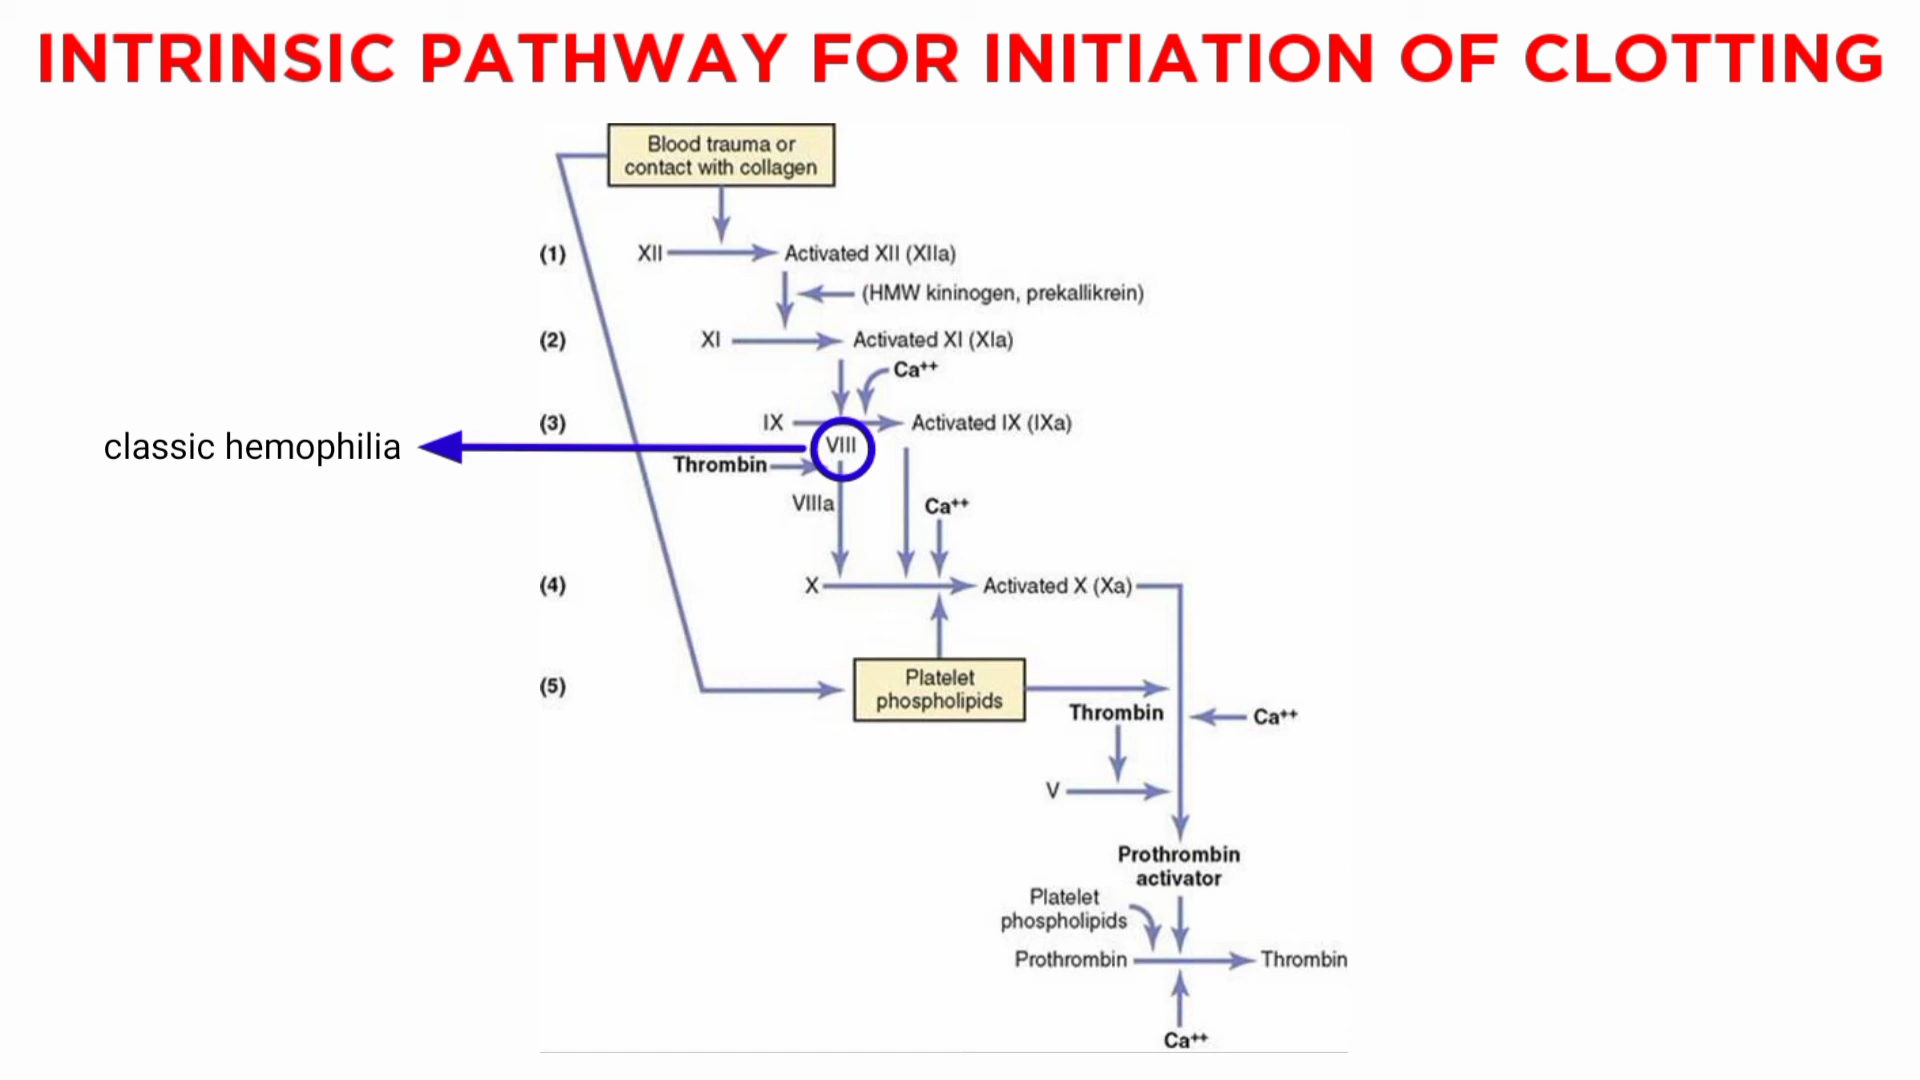 INTRINSIC PATHWAY FOR INITIATION OF CLOTTING
Blood trauma or
contact with collagen
(1)
XII
Activated XII (XIIa)
(HMW kininogen, prekallikrein)
(2)
XI
Activated XI (XIa)
Ca++
(3)
IX
Activated IX (IXa)
classic hemophilia
VIII
Thrombin
VIIIa
Ca++
(4)
X
Activated X (Xa)
(5)
Platelet
phospholipids
Thrombin
Ca++
V
Prothrombin
activator
Platelet
phospholipids
Prothrombin
Thrombin
Ca++